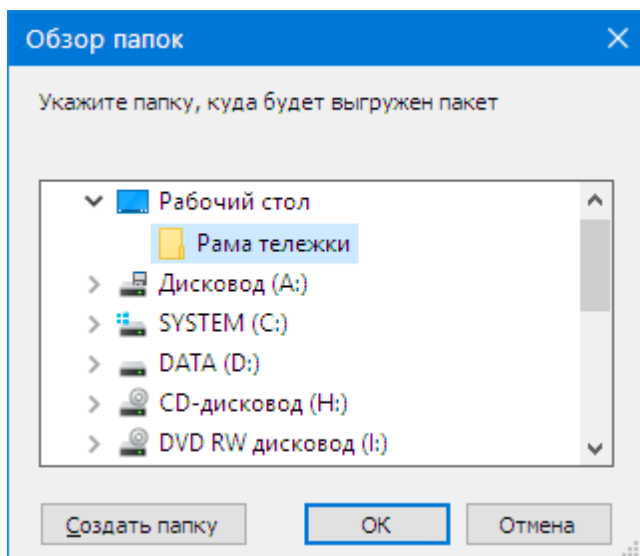 Обзор папок
Укажите папку, куда будет выгружен пакет
Рабочий стол
Рама тележки
Дисковод (A:)
SYSTEM (C:)
DATA (D:)
CD-дисковод (H:)
DVD RW дисковод (I:)
Создать папку ОК Отмена